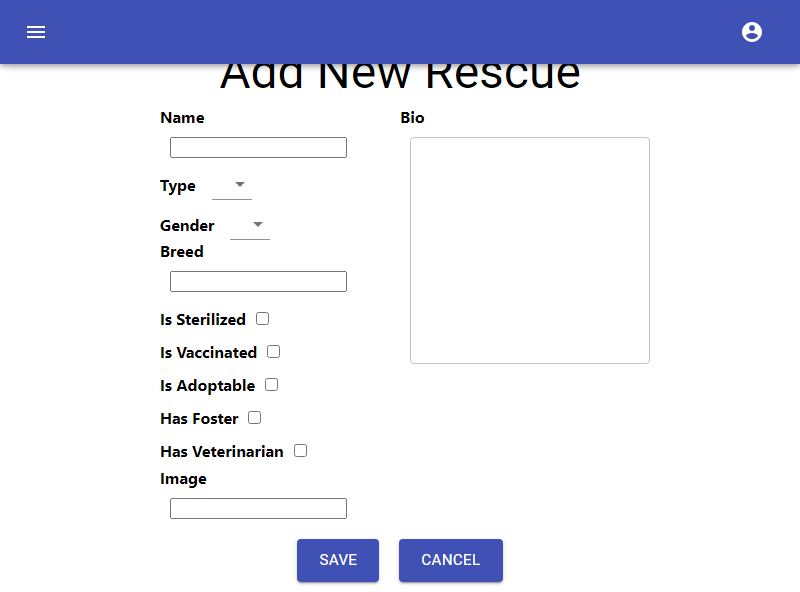 Add New Rescue
Name
Type
Gender
Breed
Is Sterilized
Is Vaccinated
Is Adoptable
Has Foster
Has Veterinarian
Image
Bio
SAVE
CANCEL